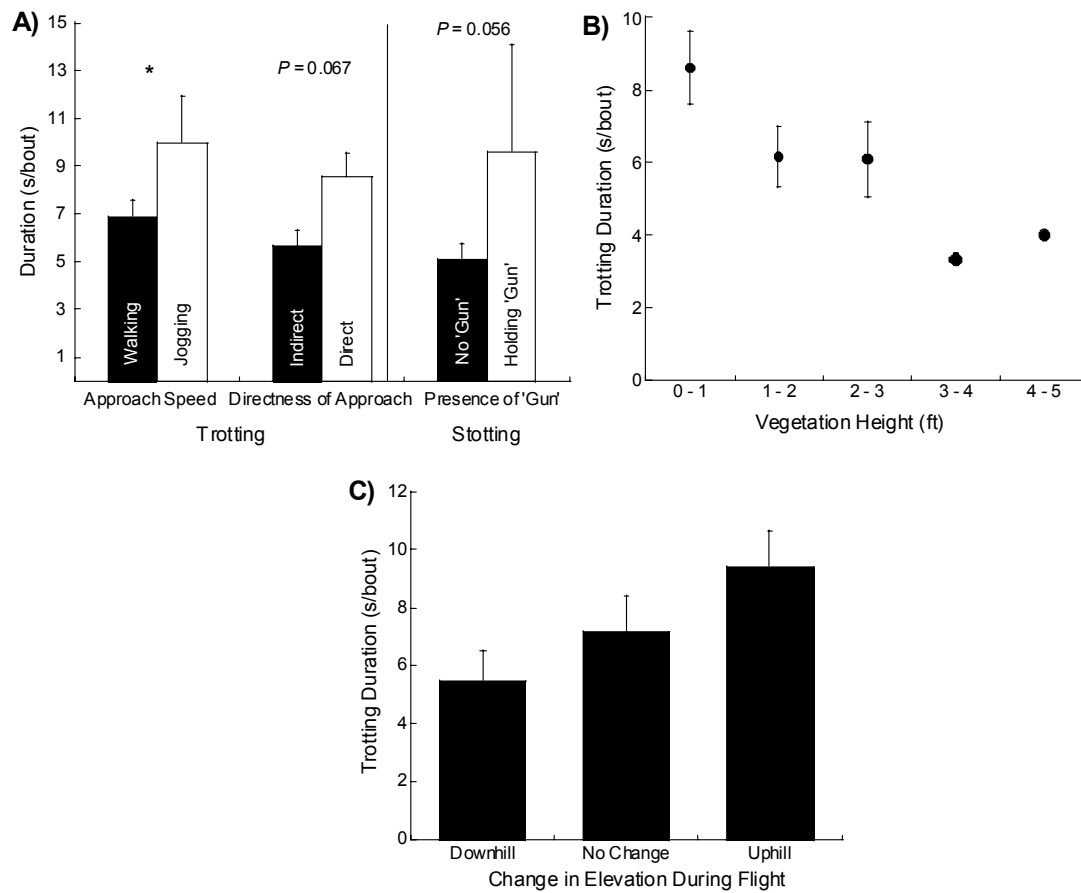 A)
15
13
11
9
7
5
3
1
Duration (s/bout)
*
P = 0.067
P = 0.056
Walking
Jogging
Indirect
Direct
No 'Gun'
Holding 'Gun'
Approach Speed
Directness of Approach
Presence of 'Gun'
Trotting
Stotting
B)
10
8
6
4
2
0
Trotting Duration (s/bout)
0 - 1
1 - 2
2 - 3
3 - 4
4 - 5
Vegetation Height (ft)
C)
12
10
8
6
4
2
0
Trotting Duration (s/bout)
Downhill
No Change
Uphill
Change in Elevation During Flight